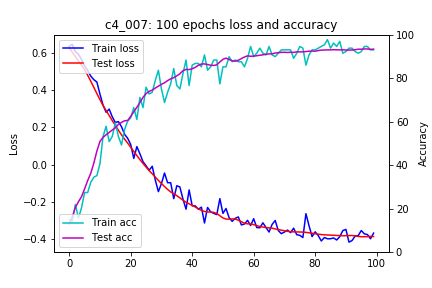 c4_007: 100 epochs loss and accuracy
Train loss
Test loss
Train acc
Test acc
Loss
Accuracy
0.6
0.4
0.2
0.0
−0.2
−0.4
100
80
60
40
20
0
0
20
40
60
80
100